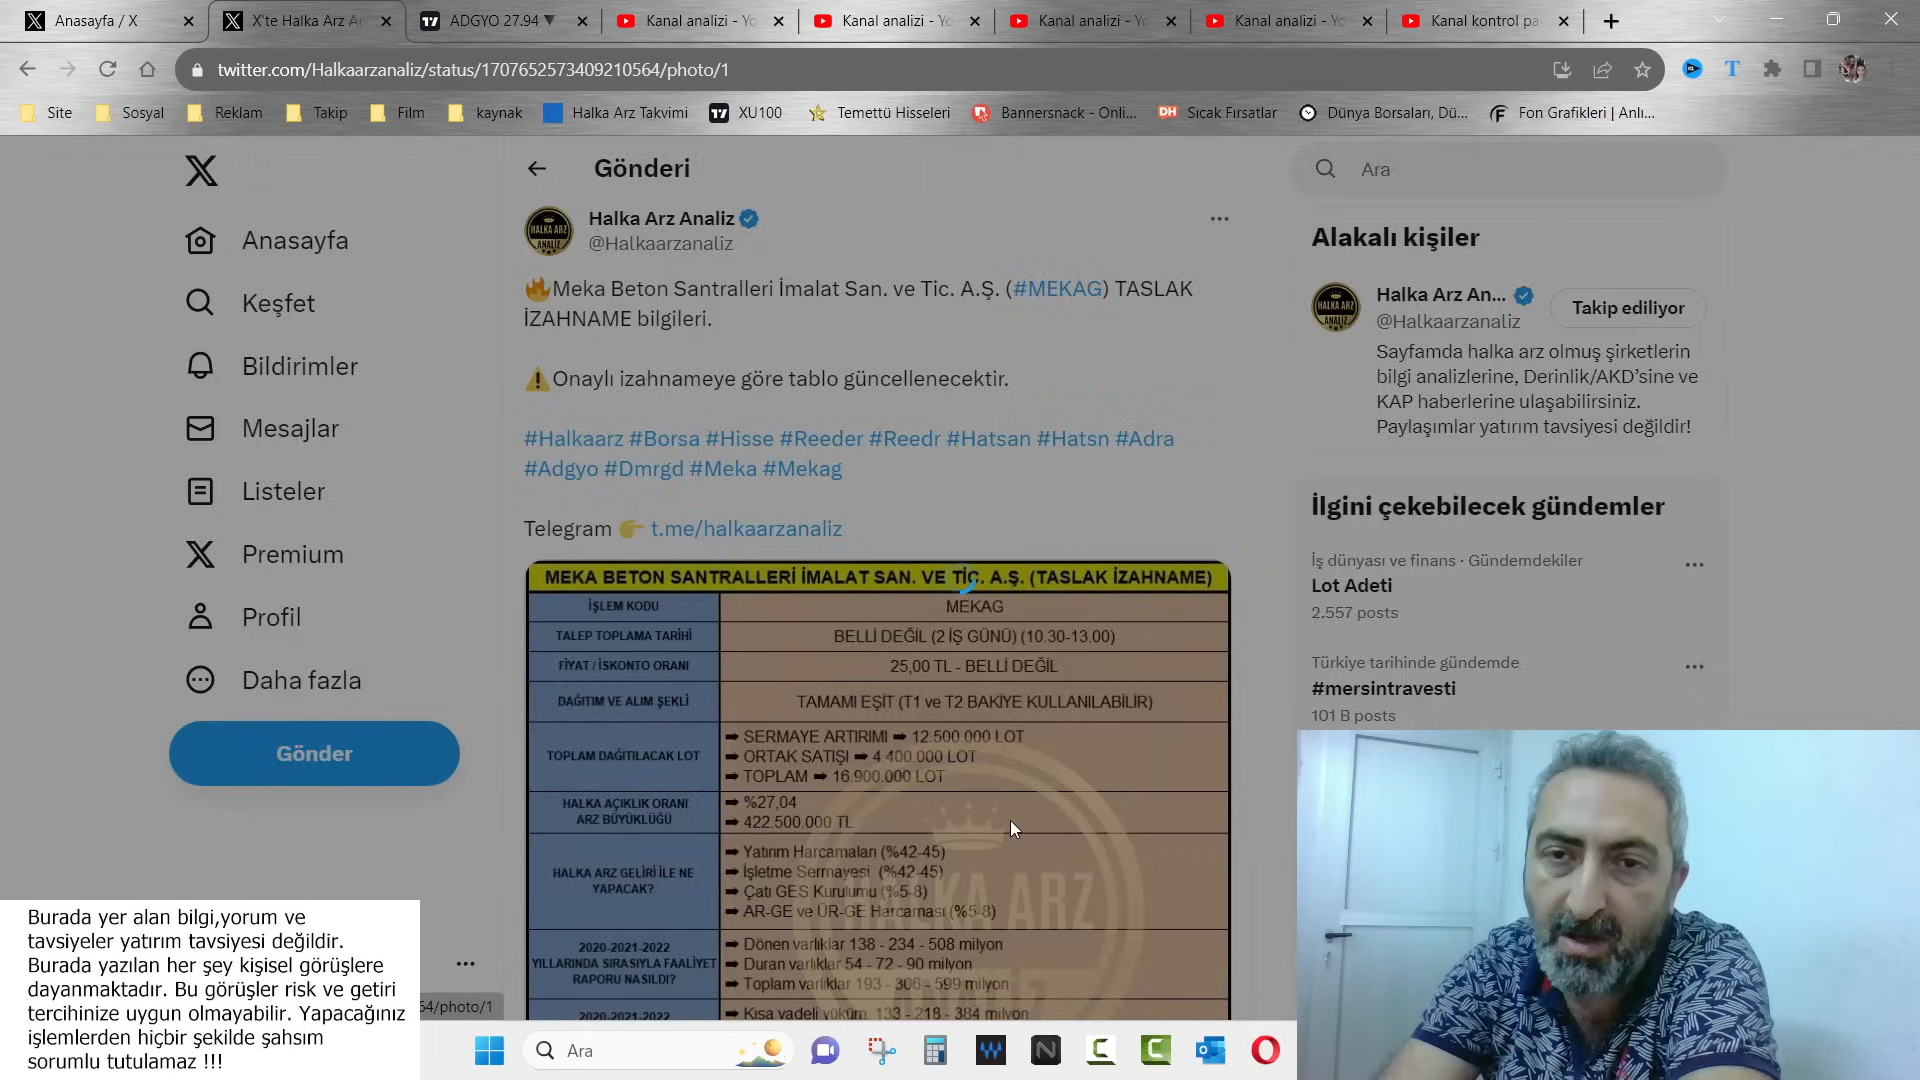 Anasayfa / X
X'te Halka Arz A
ADGYO 27.94 ▼
Kanal analizi - Yo
Kanal analizi - Yo
Kanal analizi - Yo
Kanal analizi - Yo
Kanal kontrol pa
twitter.com/Halkaarzanaliz/status/1707652573409210564/photo/1
Site
Sosyal
Reklam
Takip
Film
kaynak
Halka Arz Takvimi
XU100
Temettü Hisseleri
Bannersnack - Onli...
DH Sıcak Fırsatlar
Dünya Borsaları, Dü...
Fon Grafikleri | Anlı...
Anasayfa
Keşfet
Bildirimler
Mesajlar
Listeler
Premium
Profil
Daha fazla
Gönder
Gönderi
Halka Arz Analiz
@Halkaarzanaliz
🔥Meka Beton Santralleri İmalat San. ve Tic. A.Ş. (#MEKAG) TASLAK
İZAHNAME bilgileri.
⚠️Onaylı izahnameye göre tablo güncellenecektir.
#Halkaarz #Borsa #Hisse #Reeder #Reedr #Hatsan #Hatsn #Adra
#Adgyo #Dmrgd #Meka #Mekag
Telegram 👉 t.me/halkaarzanaliz
MEKA BETON SANTRALLERİ İMALAT SAN. VE TİC. A.Ş. (TASLAK İZAHNAME)
İŞLEM KODU
MEKAG
TALEP TOPLAMA TARİHİ
BELLİ DEĞİL (2 İŞ GÜNÜ) (10.30-13.00)
FİYAT / İSKONTO ORANI
25,00 TL - BELLİ DEĞİL
DAĞITIM VE ALIM ŞEKLİ
TAMAMI EŞİT (T1 ve T2 BAKİYE KULLANILABİLİR)
TOPLAM DAĞITILACAK LOT
➡ SERMAYE ARTIRIMI ➡ 12.500.000 LOT
➡ ORTAK SATIŞI ➡ 4.400.000 LOT
➡ TOPLAM ➡ 16.900.000 LOT
HALKA AÇIKLIK ORANI
ARZ BÜYÜKLÜĞÜ
➡ %27,04
➡ 422.500.000 TL
HALKA ARZ GELİRİ İLE NE
YAPACAK?
➡ Yatırım Harcamaları (%42-45)
➡ İşletme Sermayesi (%42-45)
➡ Çatı GES Kurulumu (%5-8)
➡ AR-GE ve ÜR-GE Harcaması (%5-8)
2020-2021-2022
YILLARINDA SIRASIYLA FAALİYET
RAPORU NASILDI?
➡ Dönen varlıklar 138 - 234 - 508 milyon
➡ Duran varlıklar 54 - 72 - 90 milyon
➡ Toplam varlıklar 193 - 306 - 599 milyon
2020-2021-2022
➡ Kısa vadeli yüküm. 133 - 218 - 384 milyon
HALKA ARZ
ANALİZ
Ara
Alakalı kişiler
Halka Arz An...
@Halkaarzanaliz
Takip ediliyor
Sayfamda halka arz olmuş şirketlerin
bilgi analizlerine, Derinlik/AKD'sine ve
KAP haberlerine ulaşabilirsiniz.
Paylaşımlar yatırım tavsiyesi değildir!
İlgini çekebilecek gündemler
İş dünyası ve finans · Gündemdekiler
Lot Adeti
2.557 posts
Türkiye tarihinde gündemde
#mersintravesti
101 B posts
Burada yer alan bilgi,yorum ve
tavsiyeler yatırım tavsiyesi değildir.
Burada yazılan her şey kişisel görüşlere
dayanmaktadır. Bu görüşler risk ve getiri
tercihinize uygun olmayabilir. Yapacağınız
işlemlerden hiçbir şekilde şahsım
sorumlu tutulamaz !!!
64/photo/1
Ara